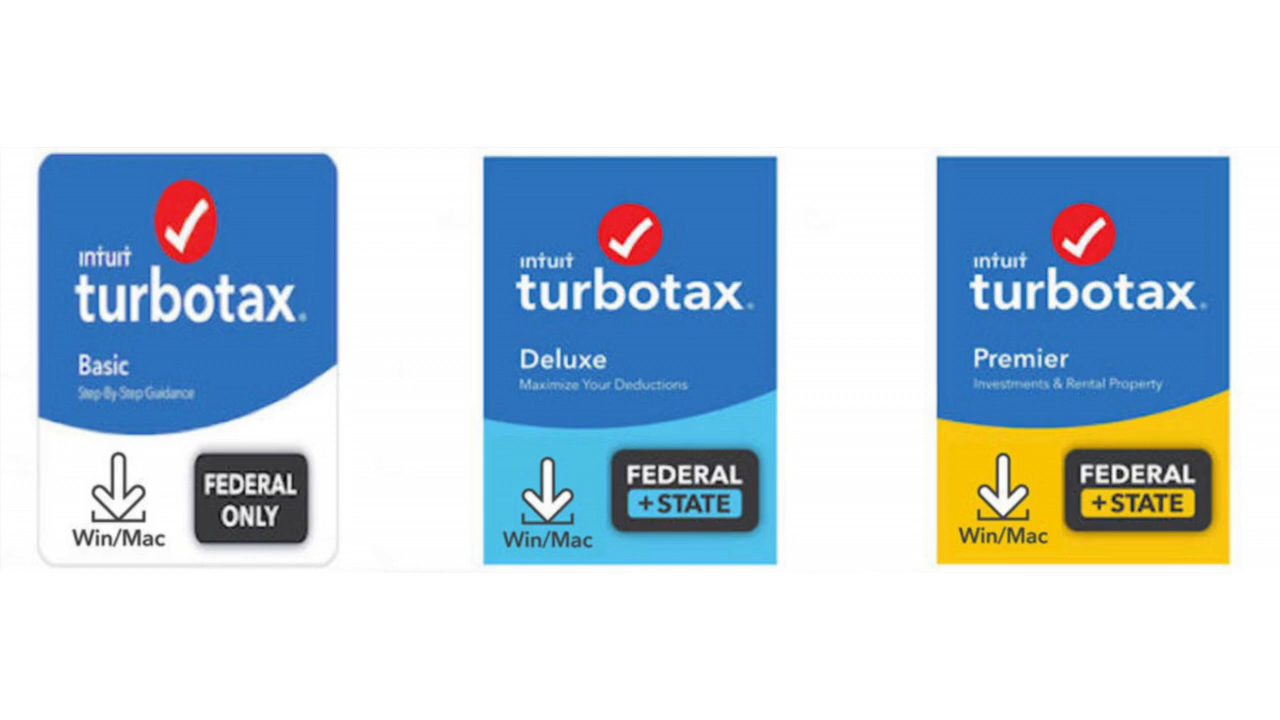 intuit
turbotax®
Basic
Step-By-Step Guidance
Win/Mac
FEDERAL
ONLY
intuit
turbotax®
Deluxe
Maximize Your Deductions
Win/Mac
FEDERAL
+ STATE
intuit
turbotax®
Premier
Investments & Rental Property
Win/Mac
FEDERAL
+ STATE